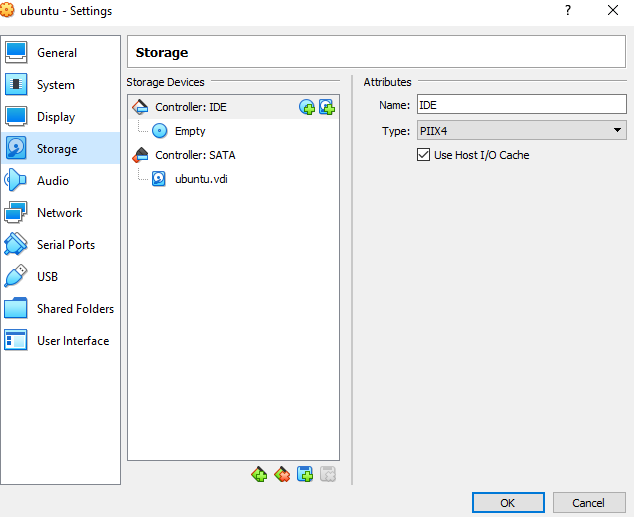 ubuntu - Settings
?
General
System
Display
Storage
Audio
Network
Serial Ports
USB
Shared Folders
User Interface
Storage
Storage Devices
Controller: IDE
Empty
Controller: SATA
ubuntu.vdi
Attributes
Name: IDE
Type: PIIX4
Use Host I/O Cache
OK
Cancel